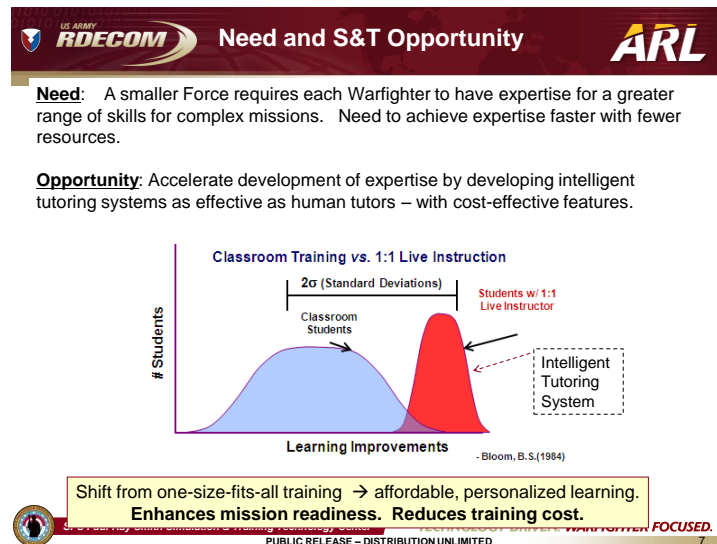 US ARMY
RDECOM
Need and S&T Opportunity
ARL
Need: A smaller Force requires each Warfighter to have expertise for a greater
range of skills for complex missions. Need to achieve expertise faster with fewer
resources.
Opportunity: Accelerate development of expertise by developing intelligent
tutoring systems as effective as human tutors – with cost-effective features.
Classroom Training vs. 1:1 Live Instruction
2σ (Standard Deviations)
Students w/ 1:1
Live Instructor
Classroom
Students
# Students
Intelligent
Tutoring
System
Learning Improvements
- Bloom, B.S.(1984)
Shift from one-size-fits-all training → affordable, personalized learning.
Enhances mission readiness. Reduces training cost.
FOCUSED.
PUBLIC RELEASE – DISTRIBUTION UNLIMITED
7